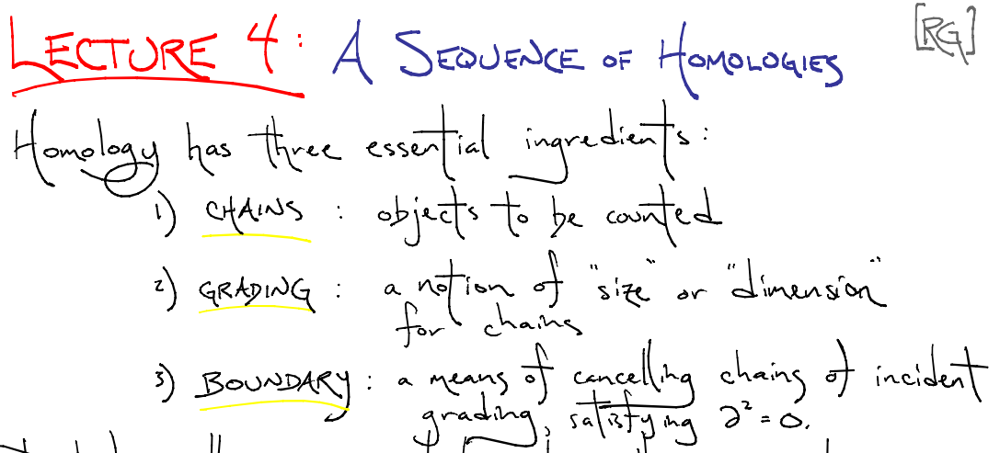 LECTURE 4: A SEQUENCE OF HOMOLOGIES [RG]
Homology has three essential ingredients:
1) CHAINS : objects to be counted
2) GRADING : a notion of "size" or "dimension"
for chains
3) BOUNDARY : a means of cancelling chains of incident
grading, satisfying ∂² = 0.